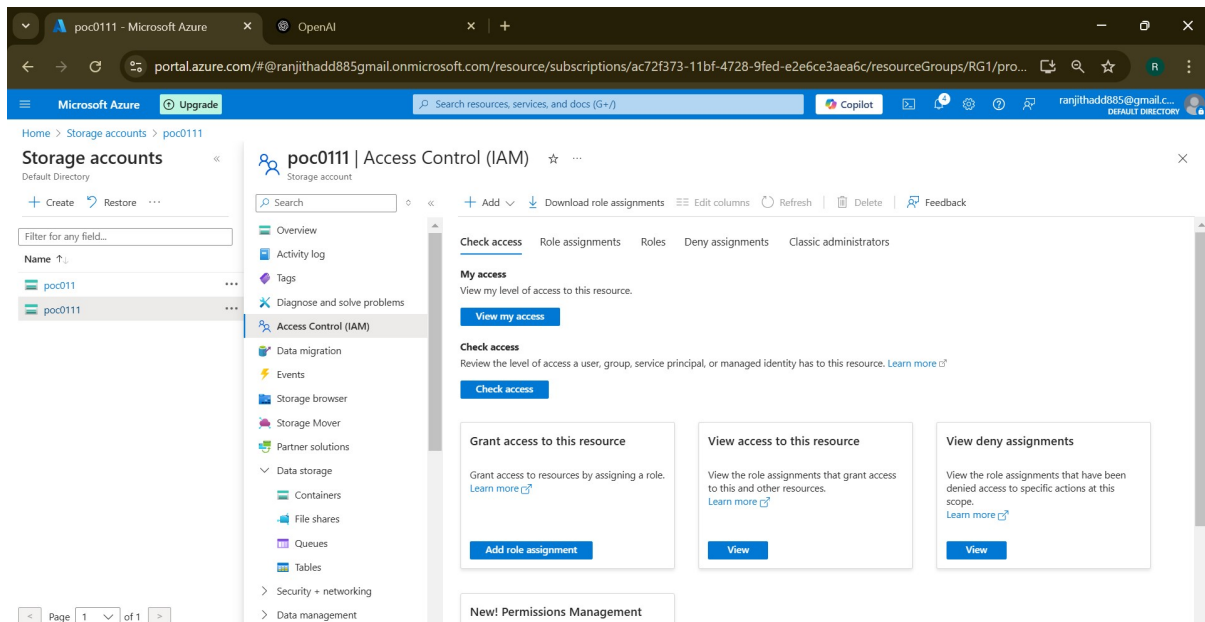 poc0111 - Microsoft Azure
OpenAI
portal.azure.com/#@ranjithadd885gmail.onmicrosoft.com/resource/subscriptions/ac72f373-11bf-4728-9fed-e2e6ce3aea6c/resourceGroups/RG1/pro...
R
Microsoft Azure
Upgrade
Search resources, services, and docs (G+/)
Copilot
4
ranjithadd885@gmail.c...
DEFAULT DIRECTORY
Home > Storage accounts > poc0111
Storage accounts
Default Directory
+ Create
Restore
...
Filter for any field...
Name ↑↓
poc011
...
poc0111
...
Page 1 of 1
poc0111 | Access Control (IAM)
...
Storage account
Search
Overview
Activity log
Tags
Diagnose and solve problems
Access Control (IAM)
Data migration
Events
Storage browser
Storage Mover
Partner solutions
Data storage
Containers
File shares
Queues
Tables
Security + networking
Data management
+ Add
Download role assignments
Edit columns
Refresh
Delete
Feedback
Check access
Role assignments
Roles
Deny assignments
Classic administrators
My access
View my level of access to this resource.
View my access
Check access
Review the level of access a user, group, service principal, or managed identity has to this resource. Learn more
Check access
Grant access to this resource
Grant access to resources by assigning a role.
Learn more
Add role assignment
View access to this resource
View the role assignments that grant access
to this and other resources.
Learn more
View
View deny assignments
View the role assignments that have been
denied access to specific actions at this
scope.
Learn more
View
New! Permissions Management